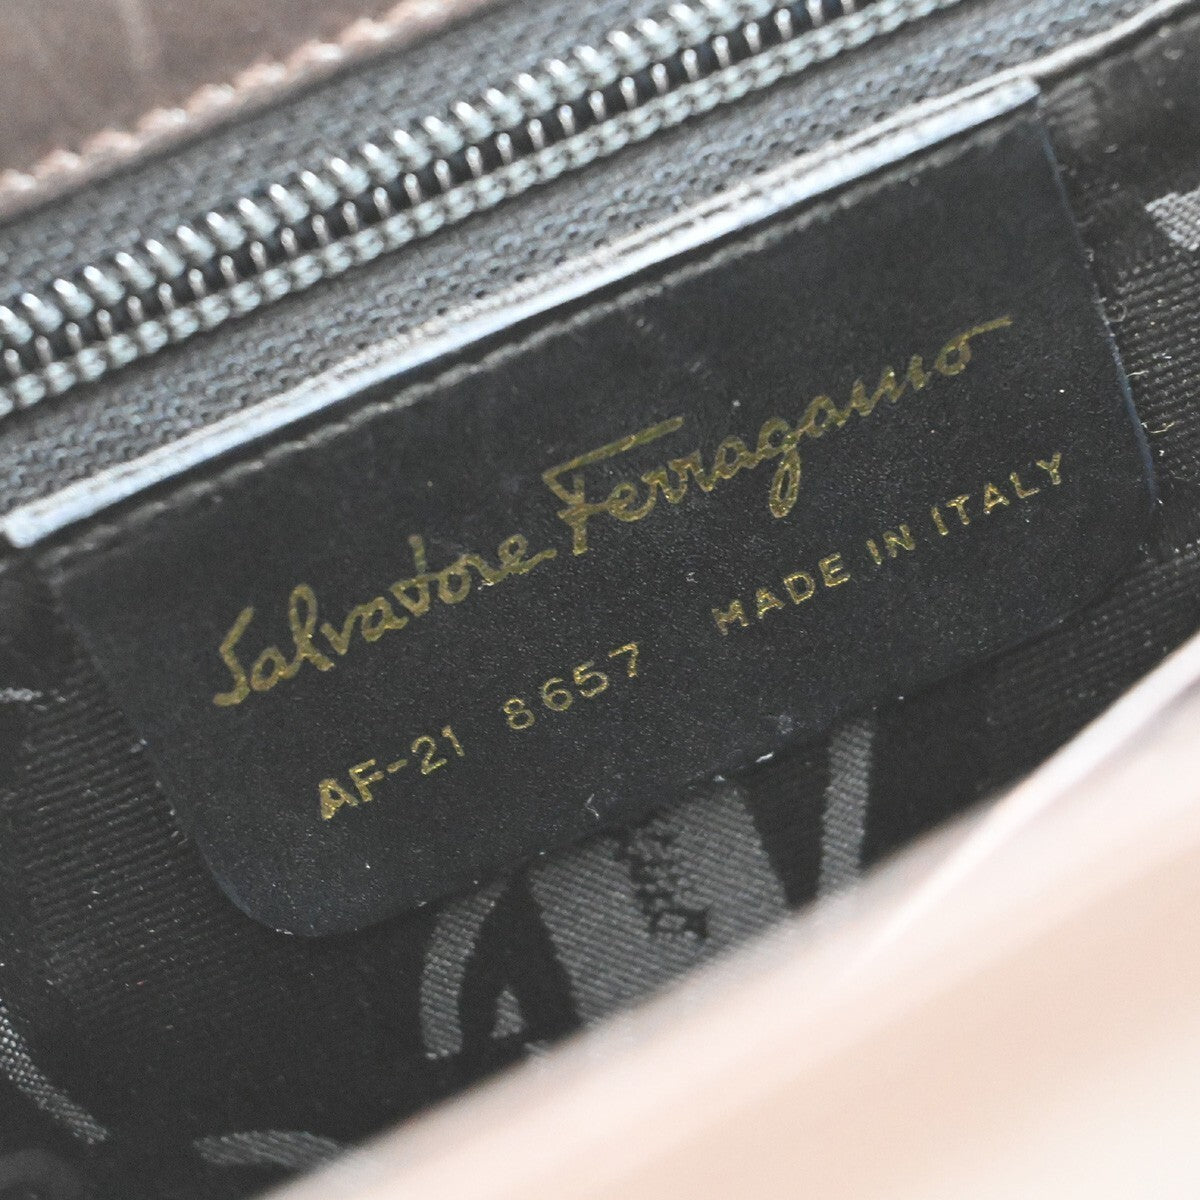 Salvatore Ferragamo
AF-21 8657 MADE IN ITALY